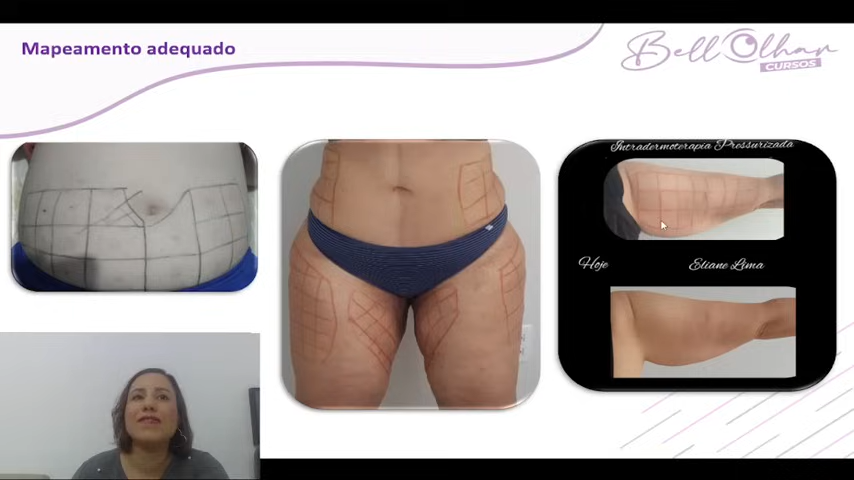 Mapeamento adequado
Bell Olhar
CURSOS
Intradermoterapia Pressurizada
Hoje
Eliane Lima